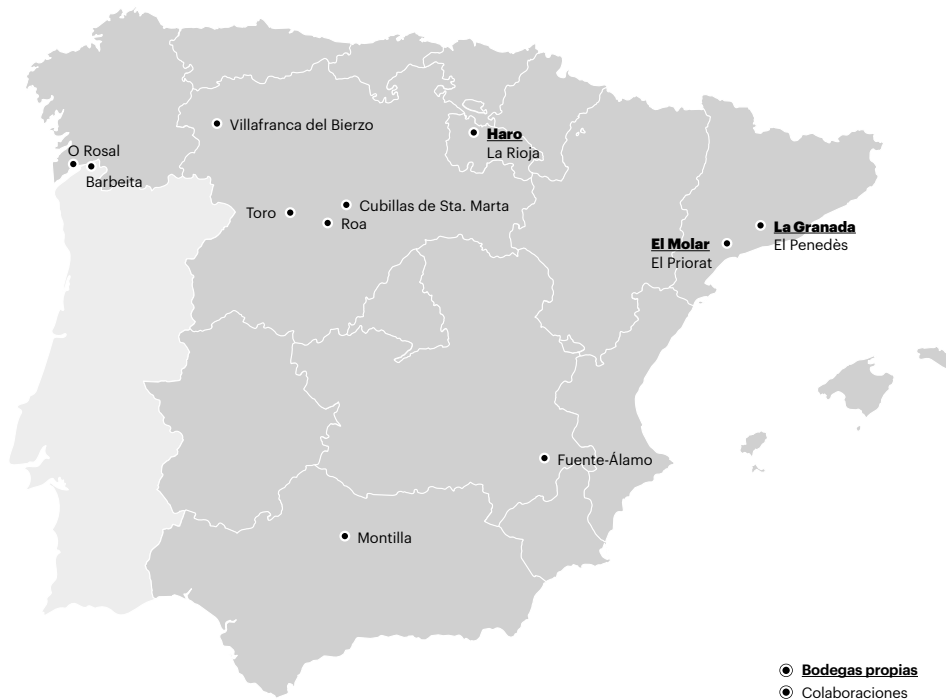 Villafranca del Bierzo
Haro
La Rioja
O Rosal
Barbeita
Toro
Cubillas de Sta. Marta
Roa
La Granada
El Penedès
El Molar
El Priorat
Fuente-Álamo
Montilla
Bodegas propias
Colaboraciones